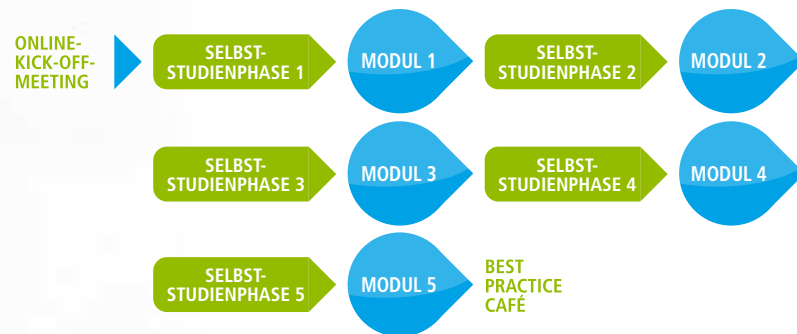 ONLINE-
KICK-OFF-
MEETING
SELBST-
STUDIENPHASE 1
MODUL 1
SELBST-
STUDIENPHASE 2
MODUL 2
SELBST-
STUDIENPHASE 3
MODUL 3
SELBST-
STUDIENPHASE 4
MODUL 4
SELBST-
STUDIENPHASE 5
MODUL 5
BEST
PRACTICE
CAFÉ